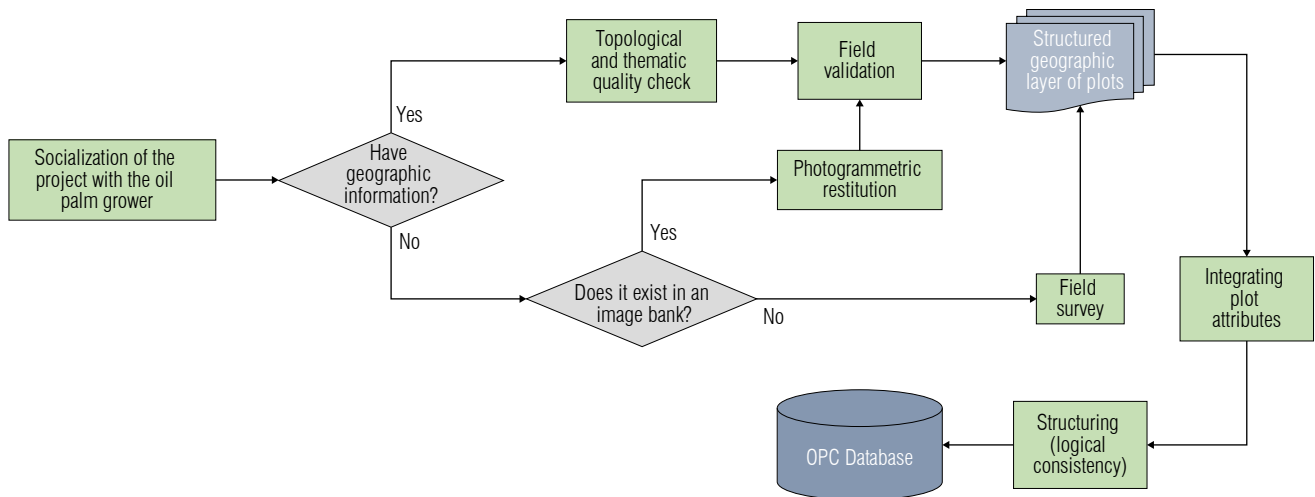 Socialization of the
project with the oil
palm grower
Have
geographic
information?
Yes
No
Topological
and thematic
quality check
Field
validation
Structured
geographic
layer of plots
Photogrammetric
restitution
Does it exist in an
image bank?
Yes
No
Field
survey
Integrating
plot
attributes
Structuring
(logical
consistency)
OPC Database